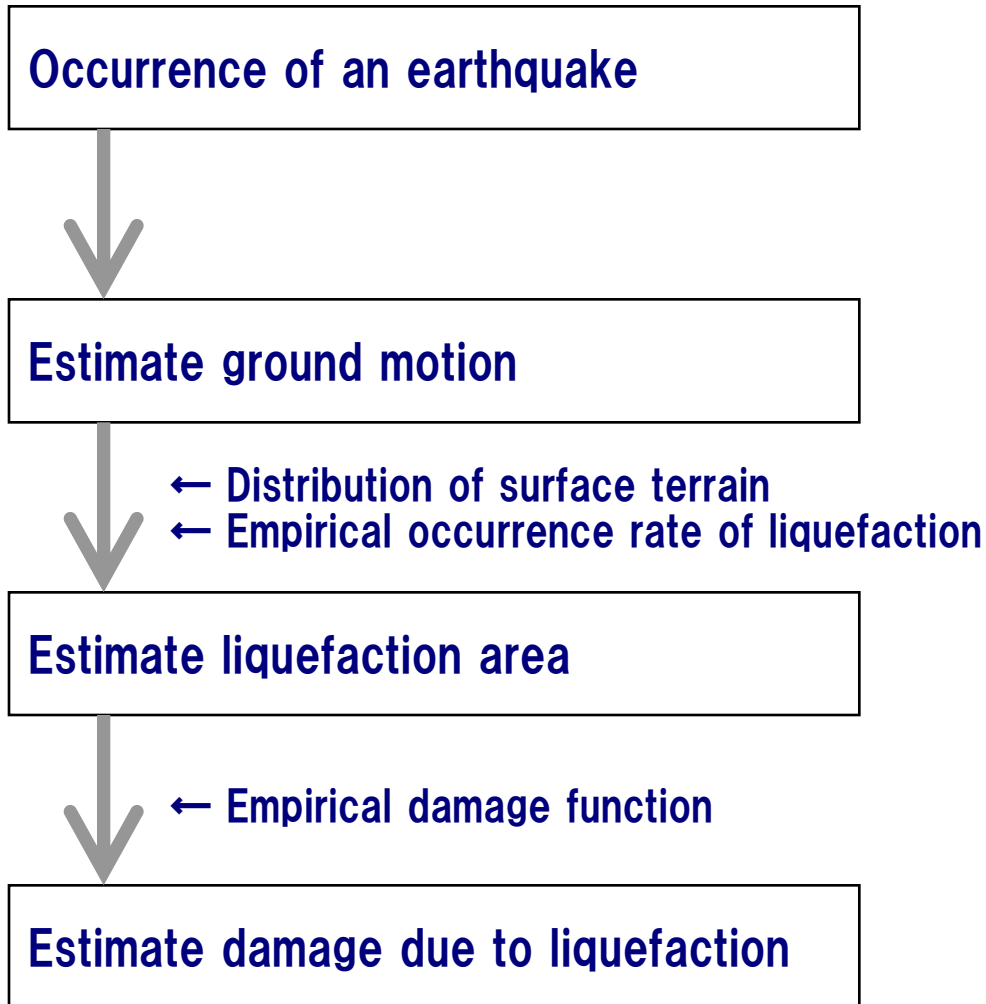 Occurrence of an earthquake
Estimate ground motion
← Distribution of surface terrain
← Empirical occurrence rate of liquefaction
Estimate liquefaction area
← Empirical damage function
Estimate damage due to liquefaction